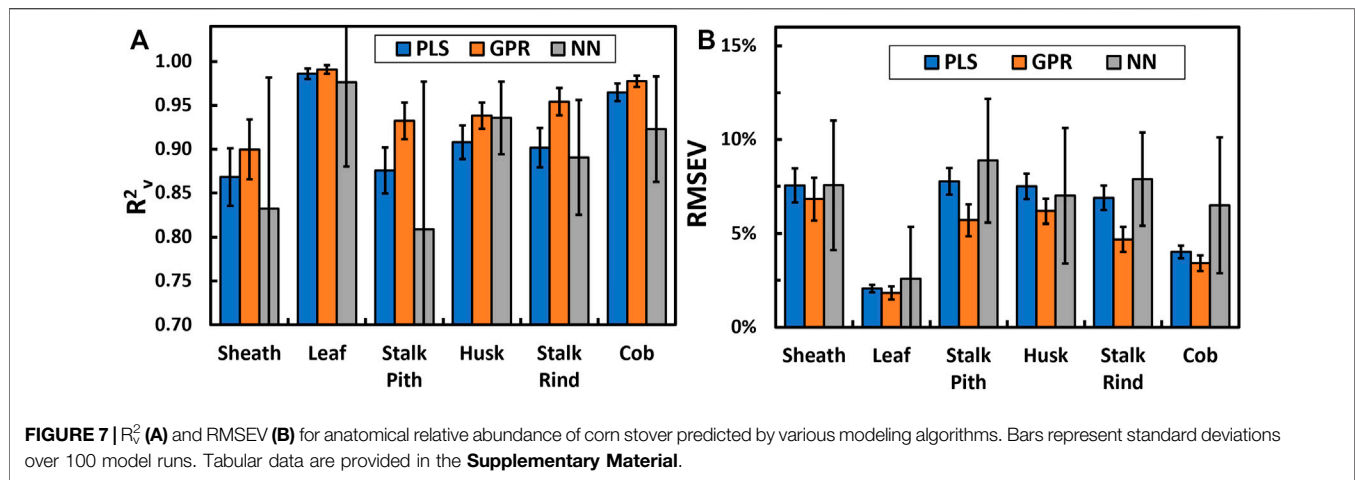 A
PLS GPR NN
1.00
0.95
0.90
0.85
0.80
0.75
0.70
R²v
Sheath Leaf Stalk Pith Husk Stalk Rind Cob
B
PLS GPR NN
15%
10%
5%
0%
RMSEV
Sheath Leaf Stalk Pith Husk Stalk Rind Cob
FIGURE 7 | R²v (A) and RMSEV (B) for anatomical relative abundance of corn stover predicted by various modeling algorithms. Bars represent standard deviations
over 100 model runs. Tabular data are provided in the Supplementary Material.